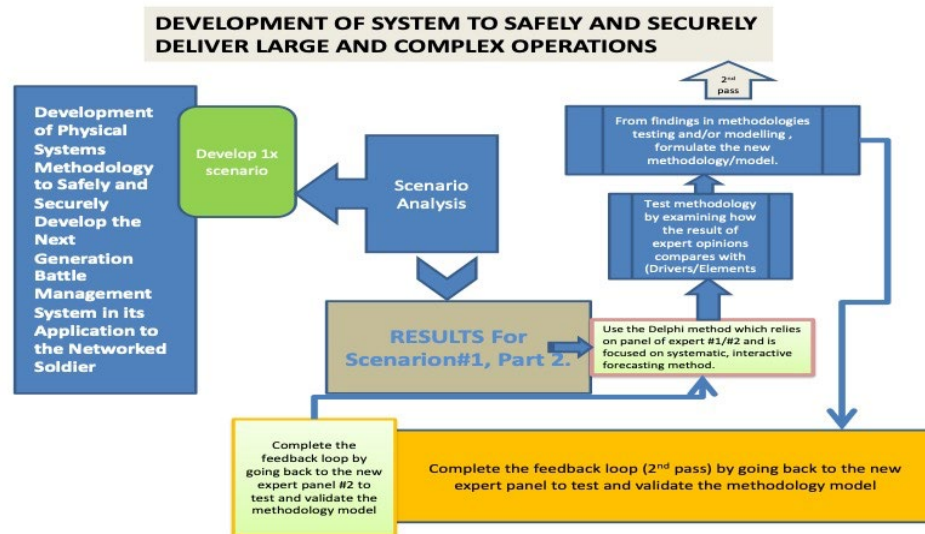 DEVELOPMENT OF SYSTEM TO SAFELY AND SECURELY
DELIVER LARGE AND COMPLEX OPERATIONS
2nd
pass
Development
of Physical
Systems
Methodology
to Safely and
Securely
Develop the
Next
Generation
Battle
Management
System in its
Application to
the Networked
Soldier
Develop 1x
scenario
Scenario
Analysis
From findings in methodologies
testing and/or modelling ,
formulate the new
methodology/model.
Test methodology
by examining how
the result of
expert opinions
compares with
(Drivers/Elements
RESULTS For
Scenarion#1, Part 2.
Use the Delphi method which relies
on panel of expert #1/#2 and is
focused on systematic, interactive
forecasting method.
Complete the
feedback loop by
going back to the new
expert panel #2 to
test and validate the
methodology model
Complete the feedback loop (2nd pass) by going back to the new
expert panel to test and validate the methodology model